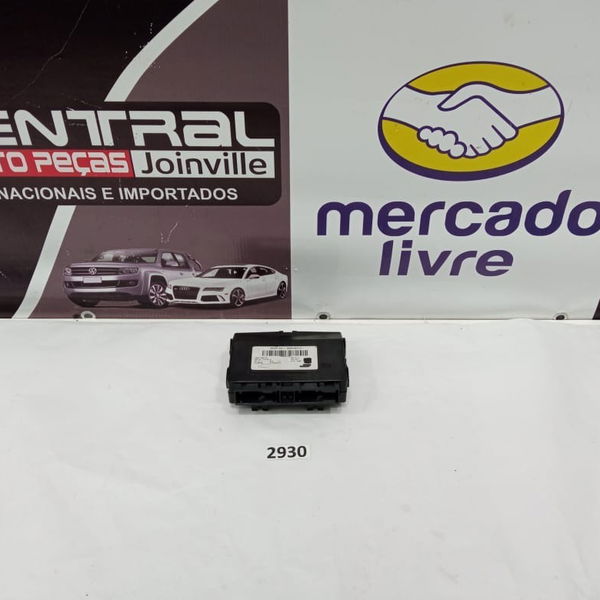 ENTRAL
TO PEÇAS Joinville
NACIONAIS E IMPORTADOS
mercado
livre
2930